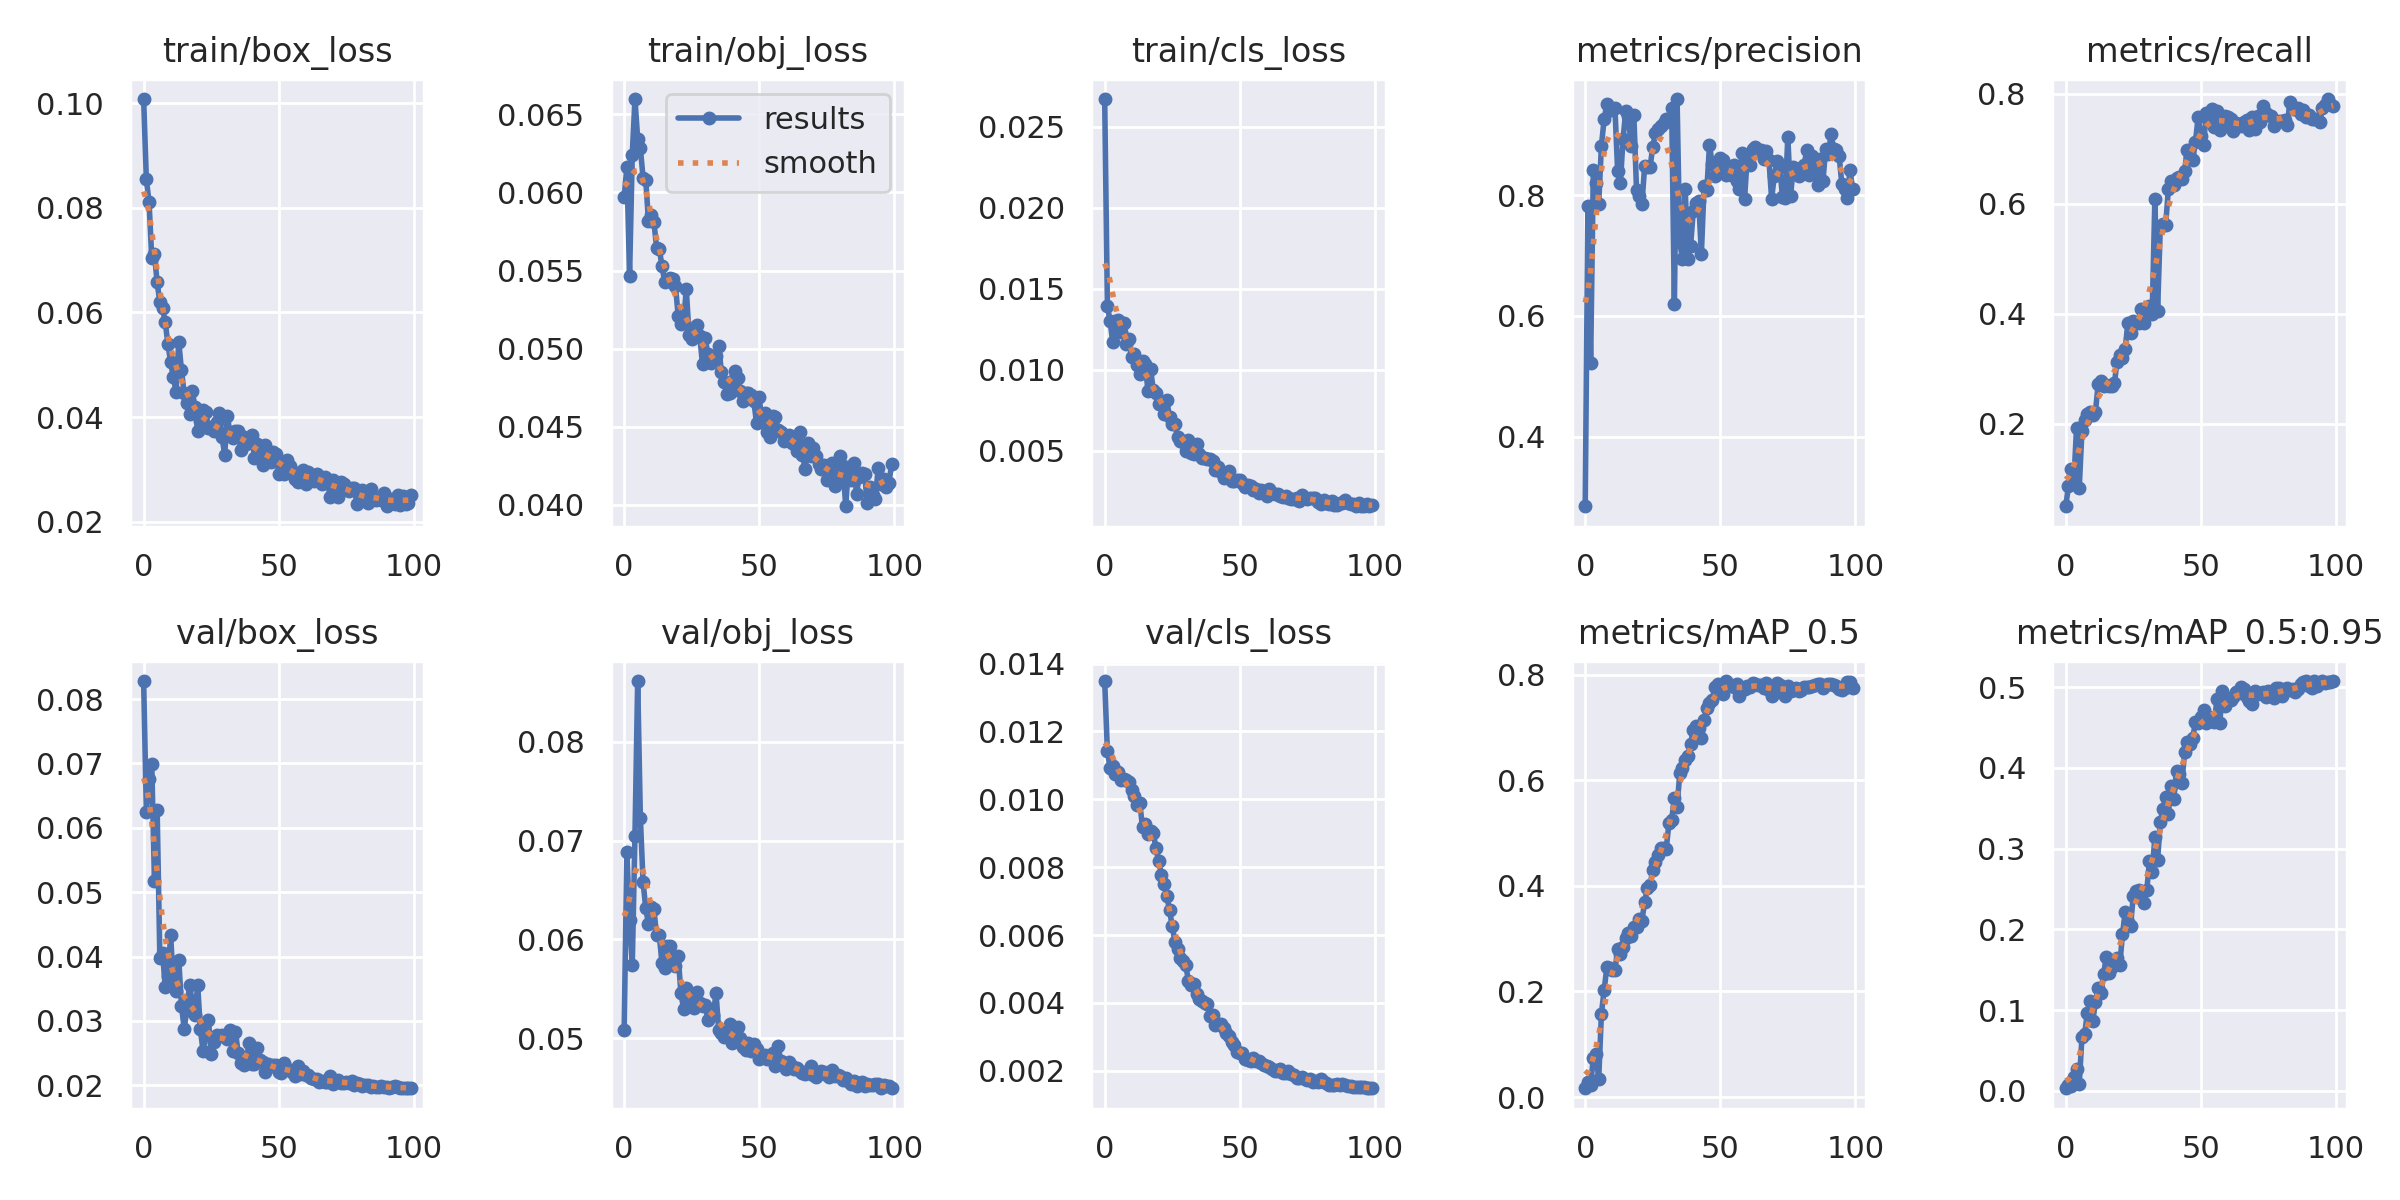 train/box_loss
0.10
0.08
0.06
0.04
0.02
0 50 100
train/obj_loss
results
smooth
0.065
0.060
0.055
0.050
0.045
0.040
0 50 100
train/cls_loss
0.025
0.020
0.015
0.010
0.005
0 50 100
metrics/precision
0.8
0.6
0.4
0 50 100
metrics/recall
0.8
0.6
0.4
0.2
0 50 100
val/box_loss
0.08
0.07
0.06
0.05
0.04
0.03
0.02
0 50 100
val/obj_loss
0.08
0.07
0.06
0.05
0 50 100
val/cls_loss
0.014
0.012
0.010
0.008
0.006
0.004
0.002
0 50 100
metrics/mAP_0.5
0.8
0.6
0.4
0.2
0.0
0 50 100
metrics/mAP_0.5:0.95
0.5
0.4
0.3
0.2
0.1
0.0
0 50 100